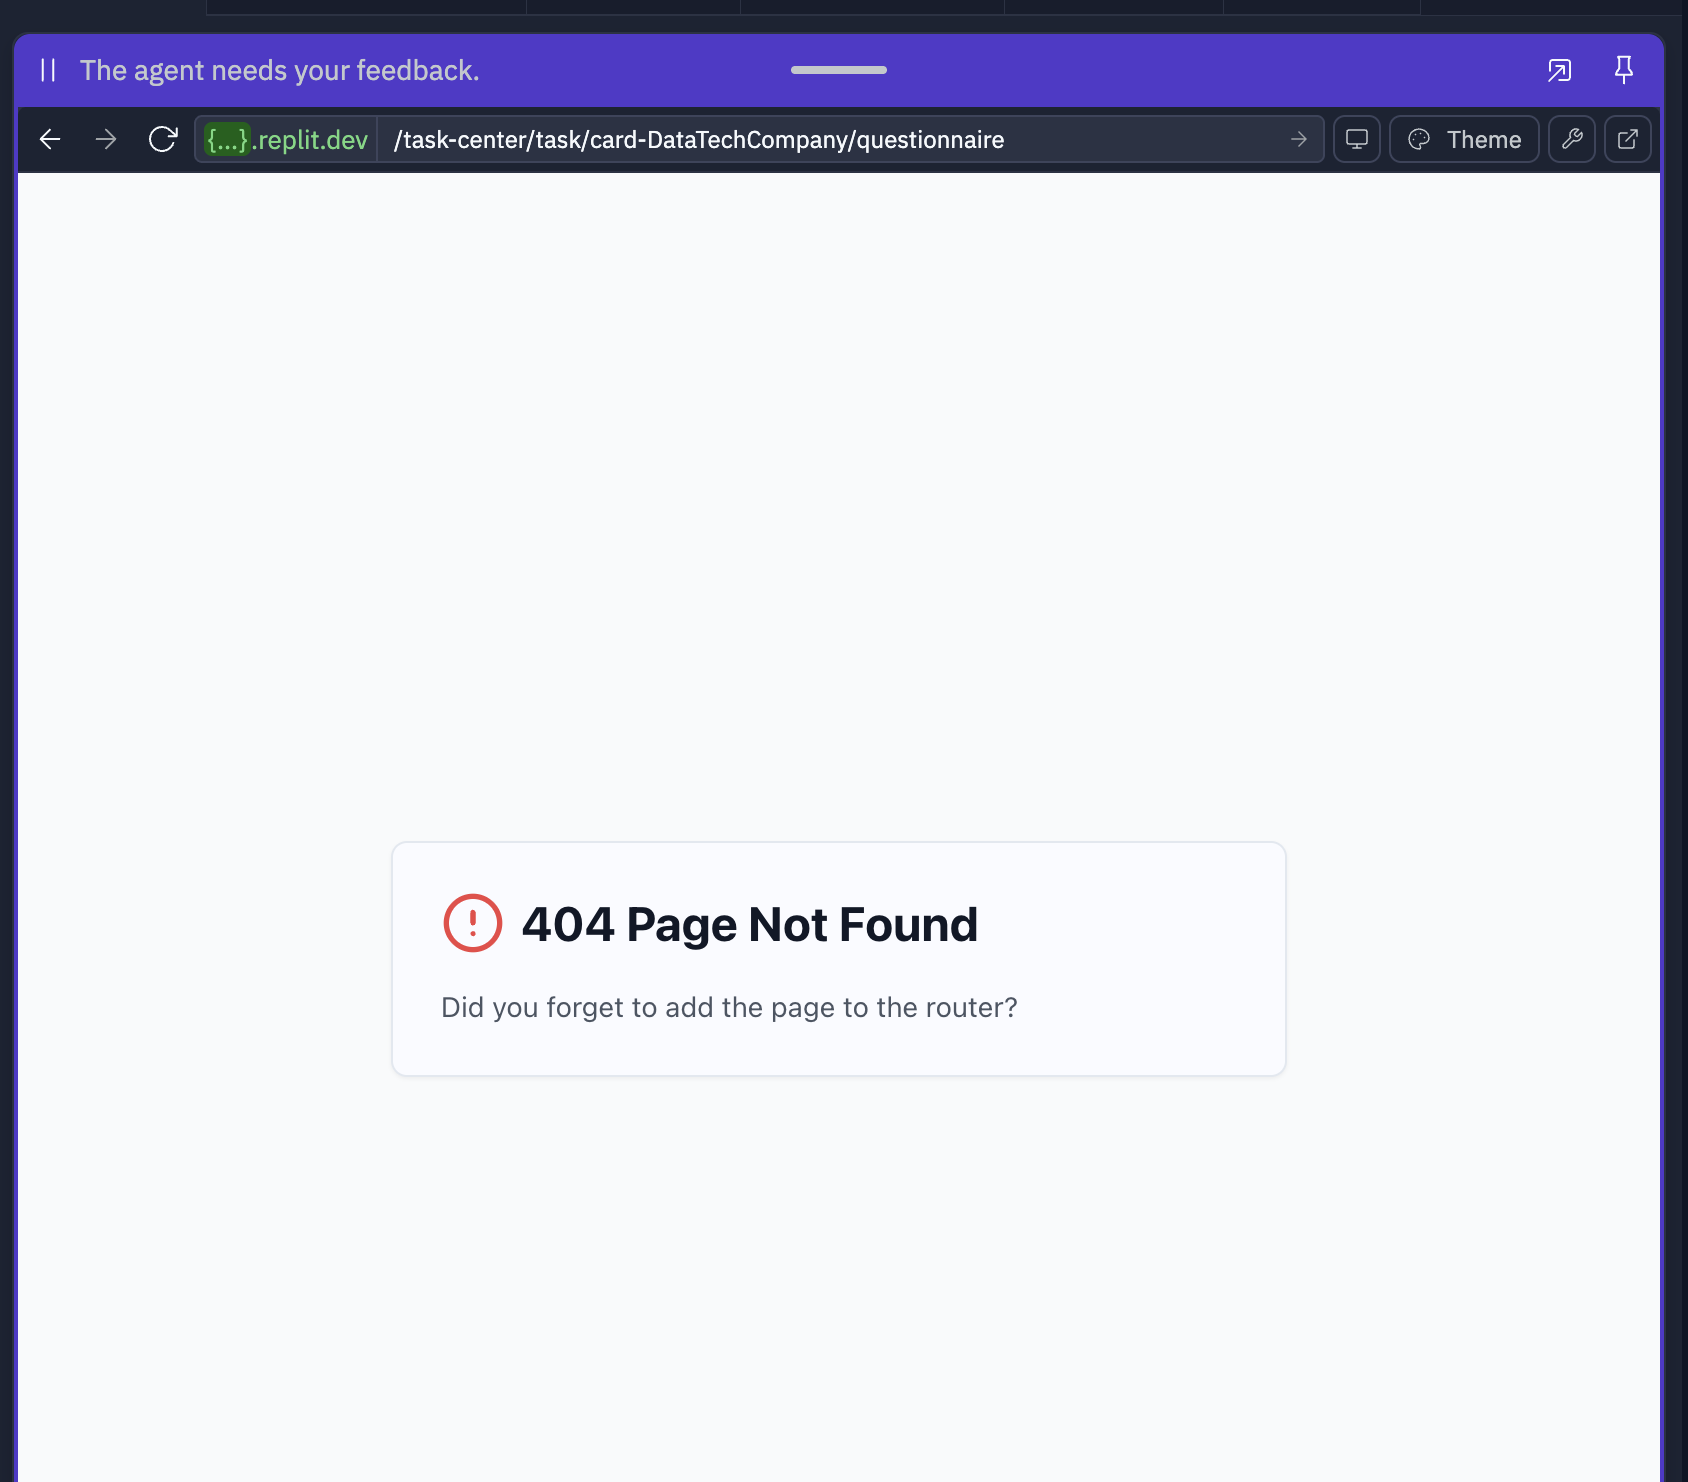 The agent needs your feedback.
{...}.replit.dev /task-center/task/card-DataTechCompany/questionnaire Theme
404 Page Not Found
Did you forget to add the page to the router?